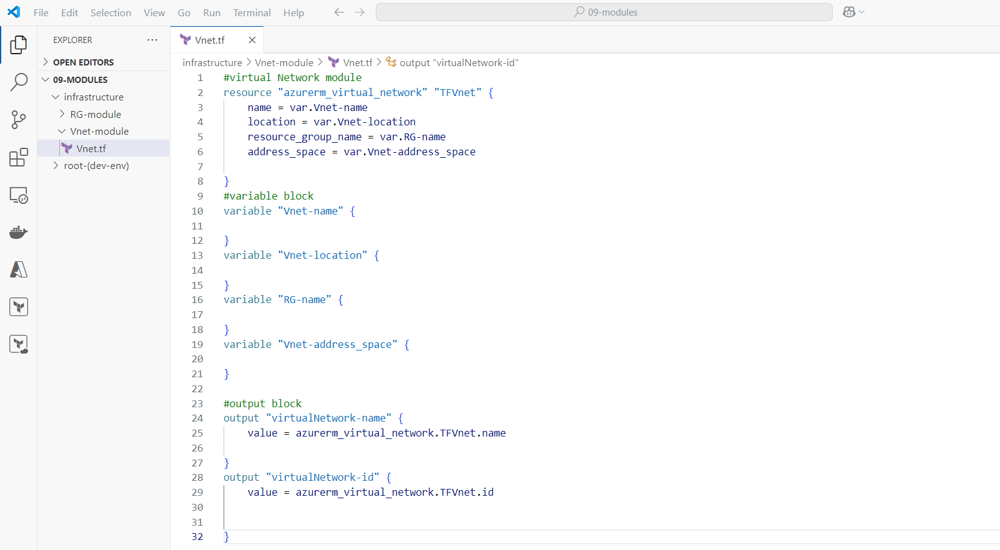 File Edit Selection View Go Run Terminal Help 09-modules
EXPLORER
OPEN EDITORS
09-MODULES
infrastructure
RG-module
Vnet-module
Vnet.tf
root-(dev-env)
Vnet.tf
infrastructure > Vnet-module > Vnet.tf > output "virtualNetwork-id"
1 #virtual Network module
2 resource "azurerm_virtual_network" "TFVnet" {
3 name = var.Vnet-name
4 location = var.Vnet-location
5 resource_group_name = var.RG-name
6 address_space = var.Vnet-address_space
7
8 }
9 #variable block
10 variable "Vnet-name" {
11
12 }
13 variable "Vnet-location" {
14
15 }
16 variable "RG-name" {
17
18 }
19 variable "Vnet-address_space" {
20
21 }
22
23 #output block
24 output "virtualNetwork-name" {
25 value = azurerm_virtual_network.TFVnet.name
26
27 }
28 output "virtualNetwork-id" {
29 value = azurerm_virtual_network.TFVnet.id
30
31
32 }